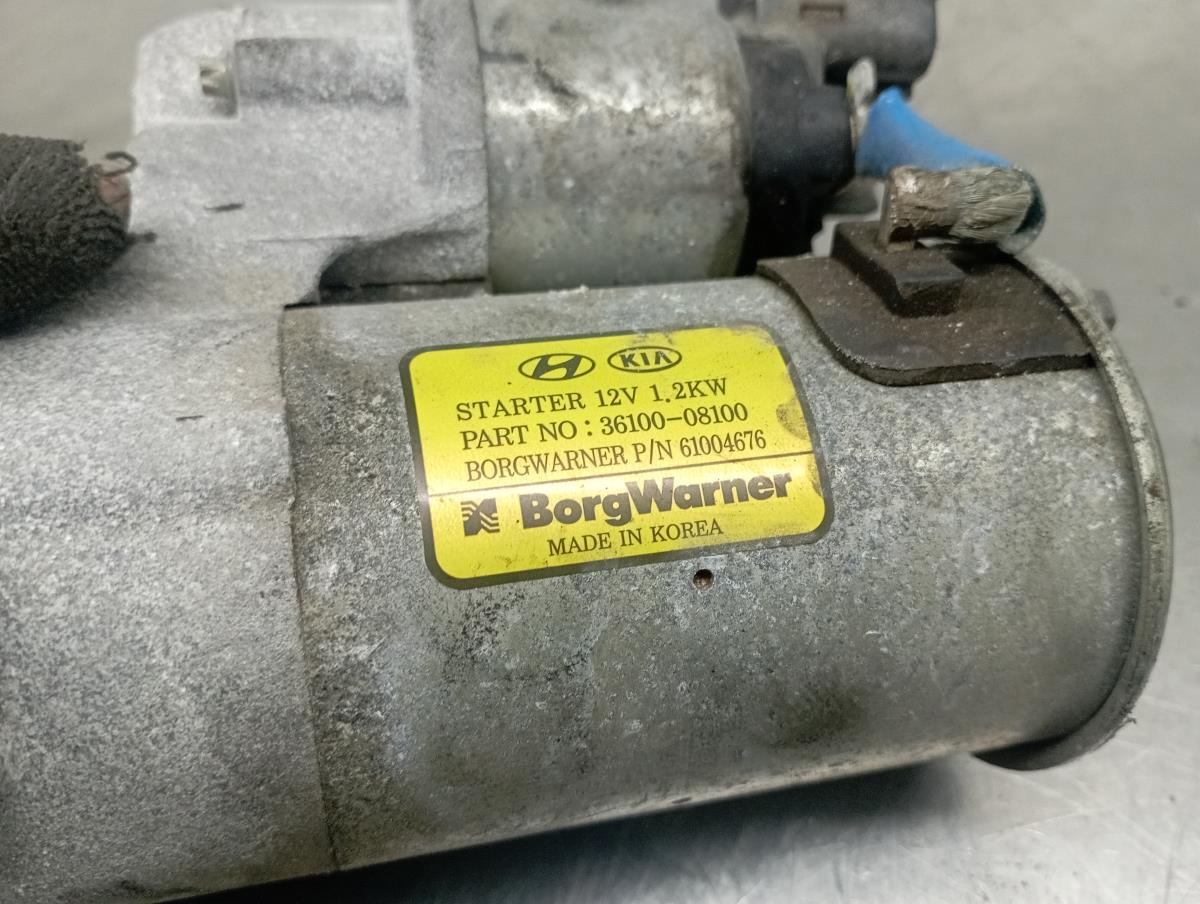 KIA
STARTER 12V 1.2KW
PART NO : 36100-08100
BORGWARNER P/N 61004676
BorgWarner
MADE IN KOREA